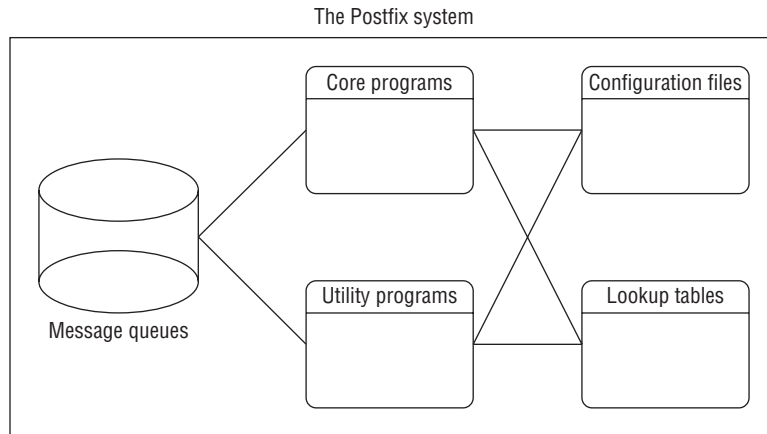 The Postfix system
Core programs
Configuration files
Message queues
Utility programs
Lookup tables